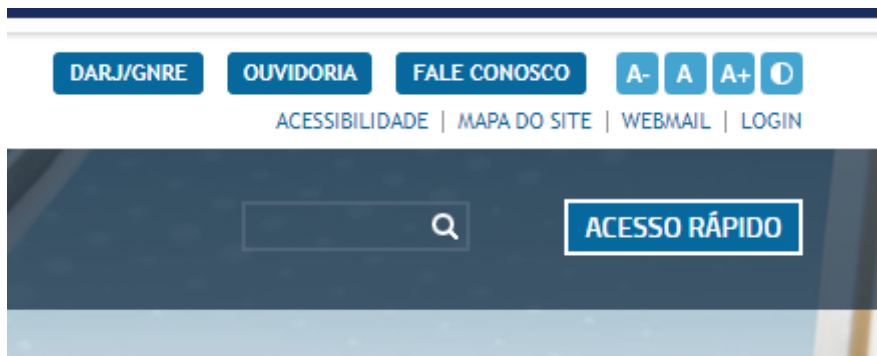 DARJ/GNRE OUVIDORIA FALE CONOSCO A- A A+
ACESSIBILIDADE | MAPA DO SITE | WEBMAIL | LOGIN
ACESSO RÁPIDO